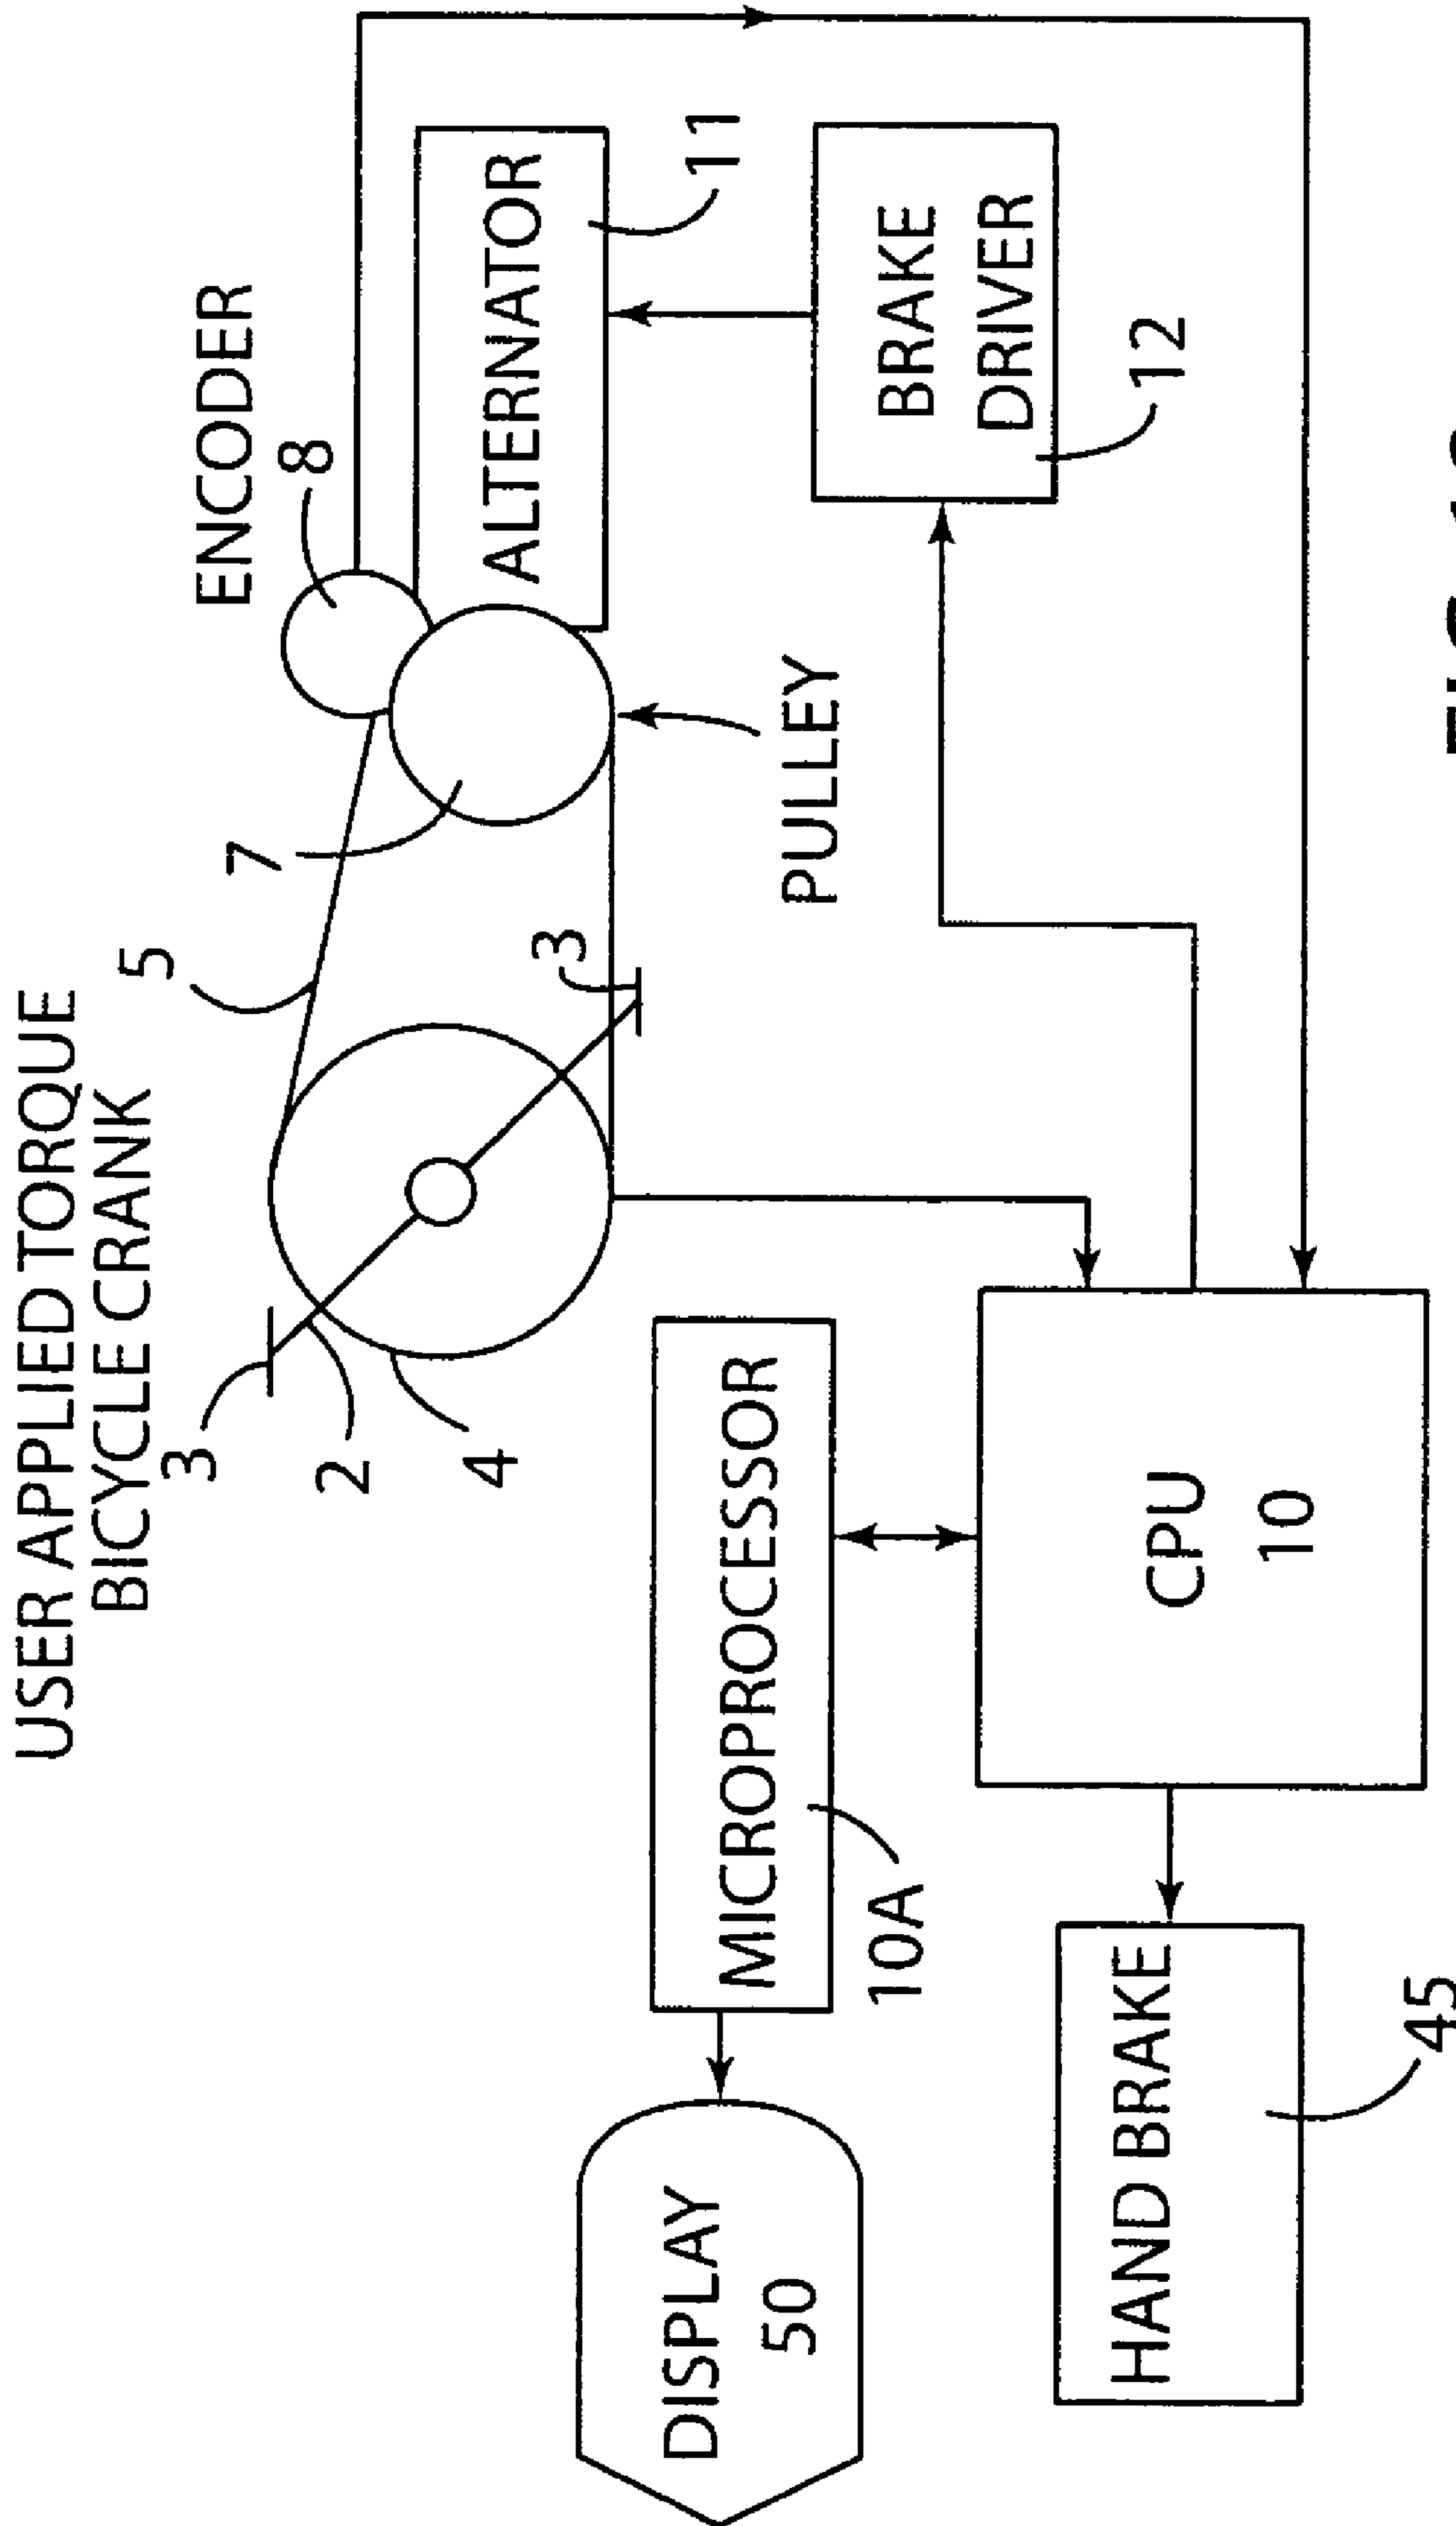 USER APPLIED TORQUE
BICYCLE CRANK
3
2
4
5
3
7
ENCODER
8
ALTERNATOR
11
PULLEY
BRAKE
DRIVER
12
MICROPROCESSOR
10A
CPU
10
DISPLAY
50
HAND BRAKE
45